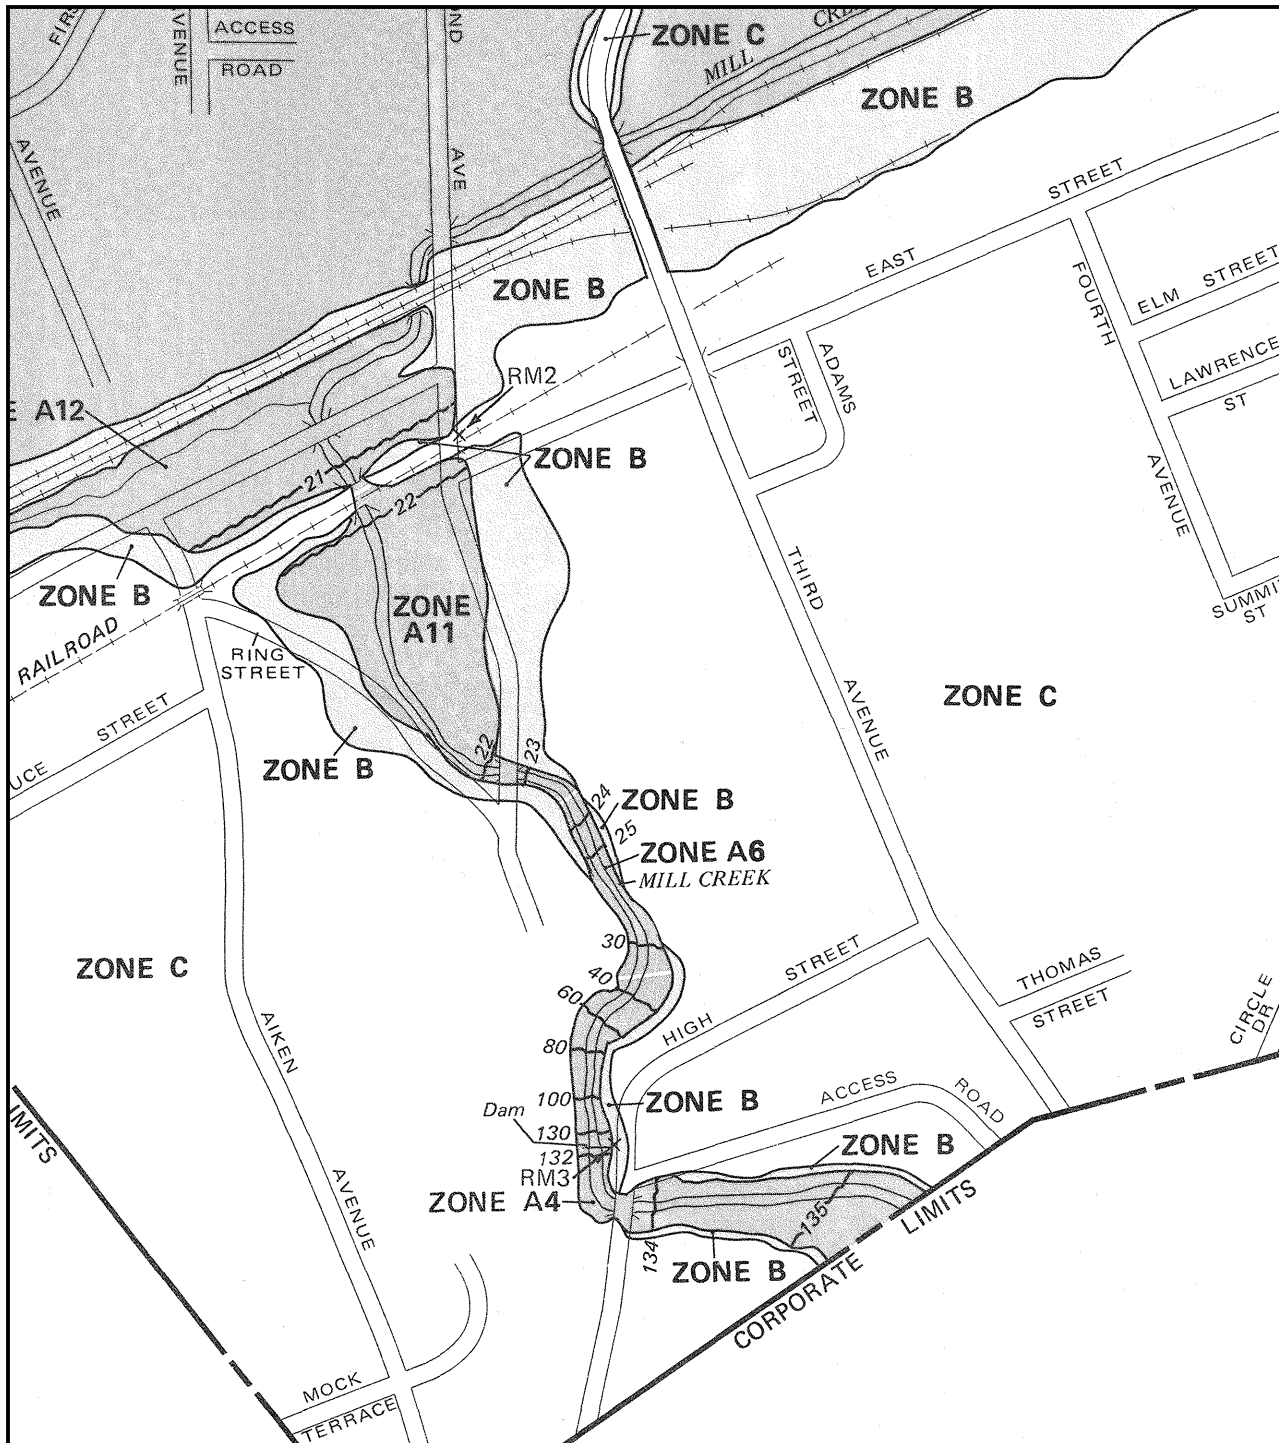 AVENUE
ACCESS
ROAD
ZONE C
MILL
ZONE B
AVENUE
AVE
STREET
EAST
FOURTH
AVENUE
ELM STREET
LAWRENCE
ST
ZONE B
RM2
ADAMS
STREET
A12
ZONE B
21
22
ZONE B
ZONE
A11
THIRD
AVENUE
ST
RAILROAD
RING
STREET
STREET
ZONE B
ZONE C
22
23
24
25
ZONE B
ZONE A6
MILL CREEK
30
40
60
80
100
130
132
Dam
RM3
ZONE A4
ZONE C
HIGH STREET
THOMAS
STREET
CIRCLE
DR
AIKEN
AVENUE
ZONE B
ACCESS ROAD
ZONE B
134
135
ZONE B
CORPORATE LIMITS
MOCK
TERRACE